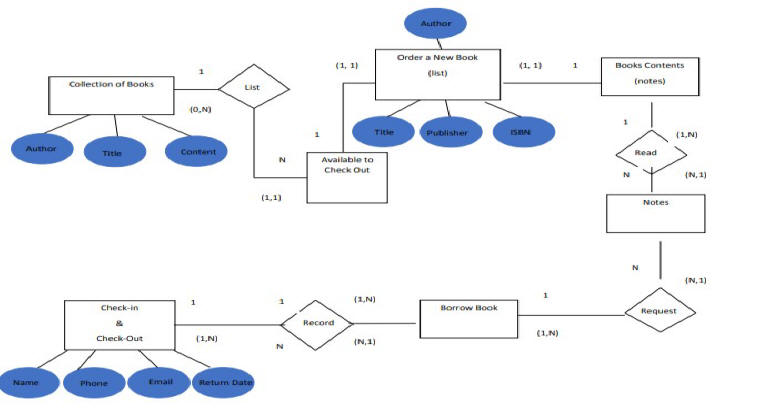 Author
Order a New Book
(list)
(1, 1)
(1, 1)
1
Books Contents
(notes)
Collection of Books
1
List
(0,N)
Title
Publisher
ISBN
1
(1,N)
Author
Title
Content
1
N
Available to
Check Out
Read
(1,1)
N
(N,1)
Notes
N
(N,1)
Check-in
&
Check-Out
1
1
(1,N)
Borrow Book
1
Request
Record
(1,N)
N
(N,1)
(1,N)
Name
Phone
Email
Return Date